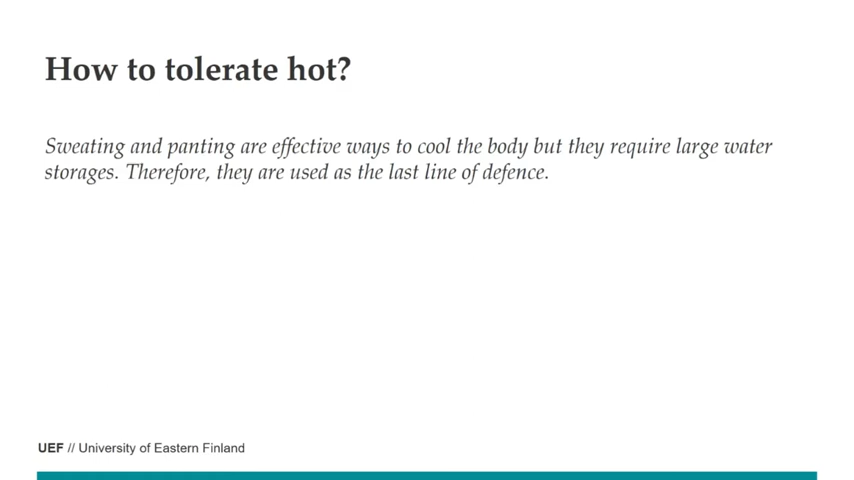 How to tolerate hot?
Sweating and panting are effective ways to cool the body but they require large water
storages. Therefore, they are used as the last line of defence.
UEF // University of Eastern Finland